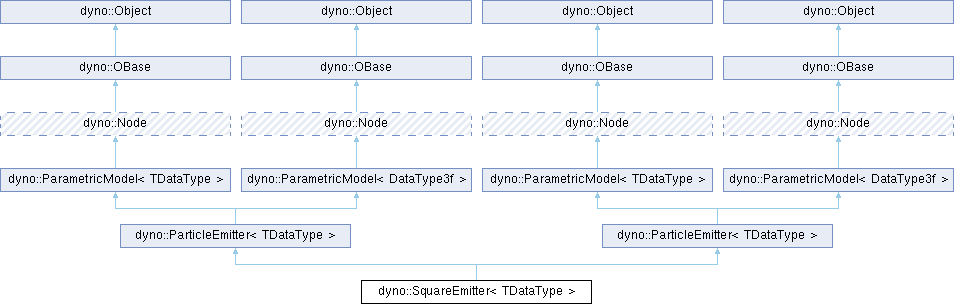 dyno::Object dyno::Object dyno::Object dyno::Object
dyno::OBase dyno::OBase dyno::OBase dyno::OBase
dyno::Node dyno::Node dyno::Node dyno::Node
dyno::ParametricModel< TDataType > dyno::ParametricModel< DataType3f > dyno::ParametricModel< TDataType > dyno::ParametricModel< DataType3f >
dyno::ParticleEmitter< TDataType > dyno::ParticleEmitter< TDataType >
dyno::SquareEmitter< TDataType >